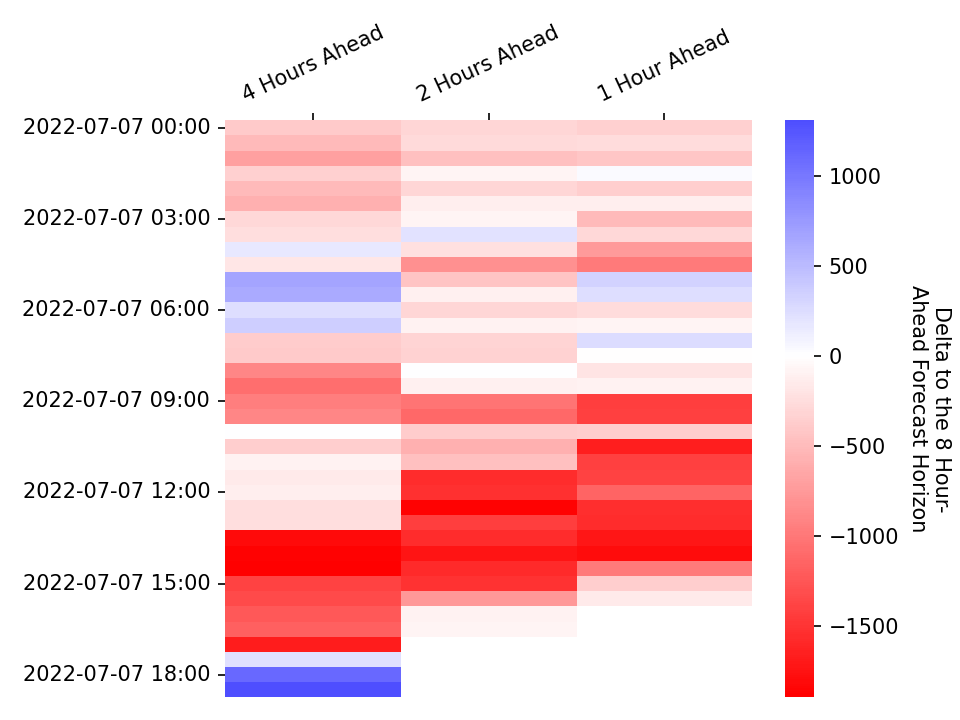 4 Hours Ahead
2 Hours Ahead
1 Hour Ahead
2022-07-07 00:00
2022-07-07 03:00
2022-07-07 06:00
2022-07-07 09:00
2022-07-07 12:00
2022-07-07 15:00
2022-07-07 18:00
1000
500
0
−500
−1000
−1500
Delta to the 8 Hour-
Ahead Forecast Horizon